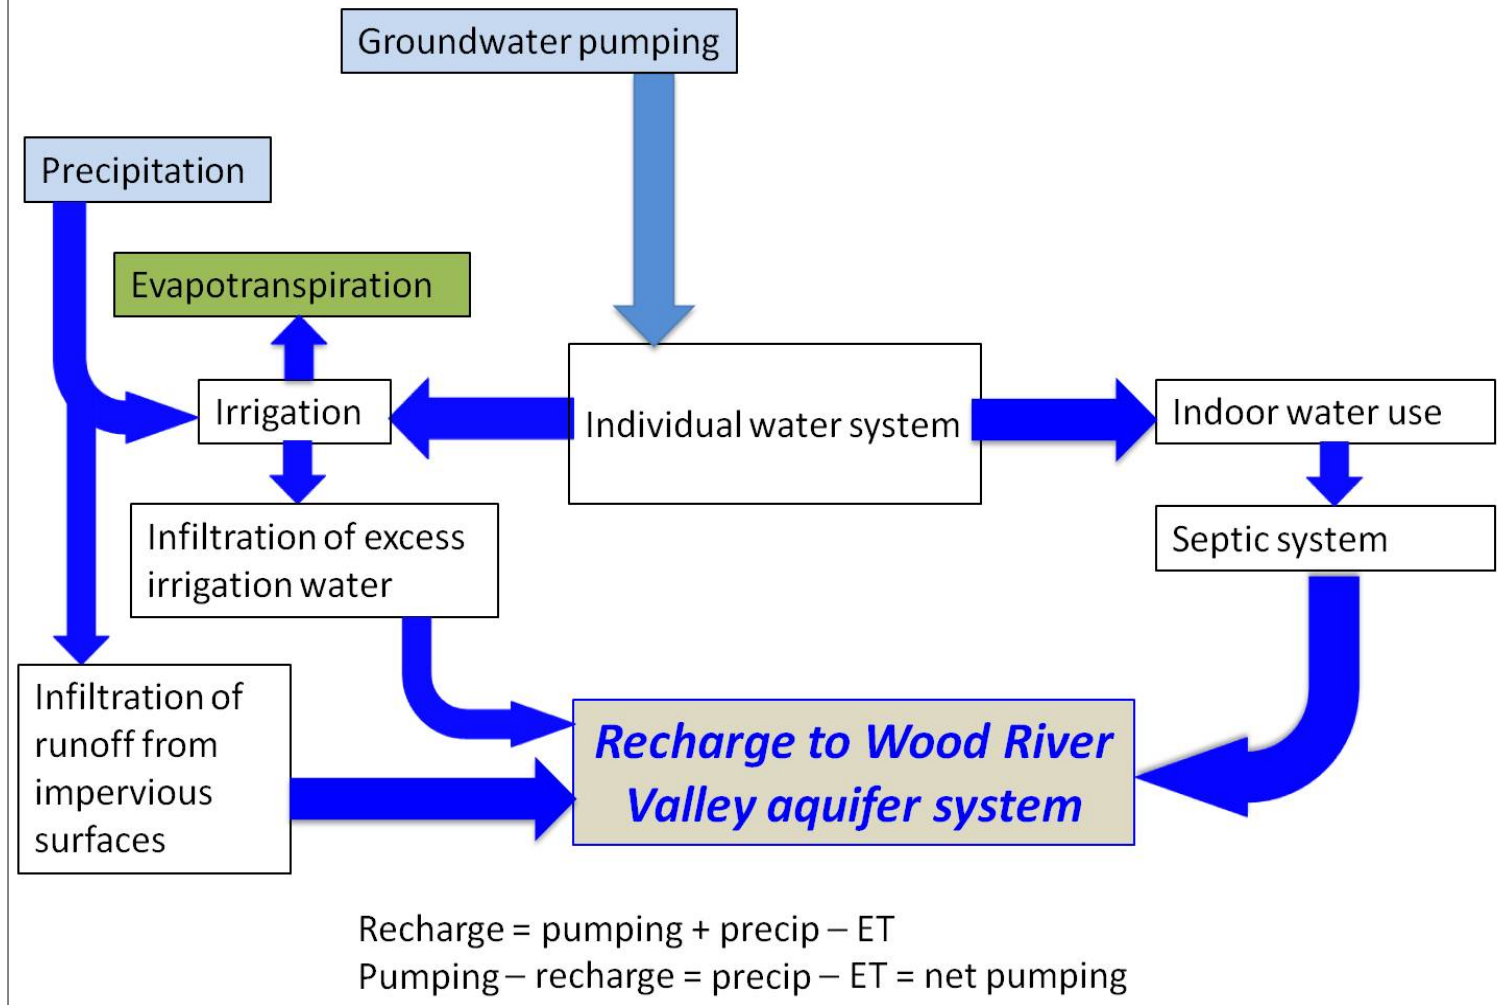 Groundwater pumping
Precipitation
Evapotranspiration
Irrigation
Individual water system
Indoor water use
Infiltration of excess
irrigation water
Septic system
Infiltration of
runoff from
impervious
surfaces
Recharge to Wood River
Valley aquifer system
Recharge = pumping + precip – ET
Pumping – recharge = precip – ET = net pumping